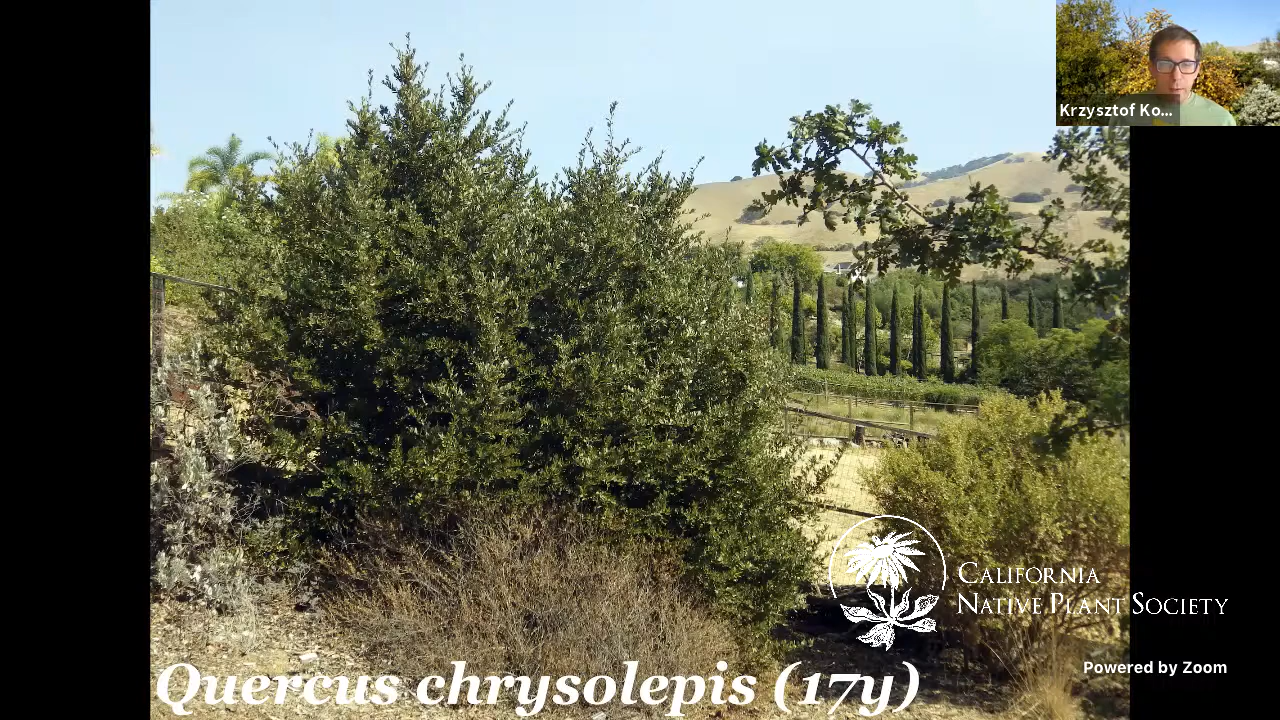 Krzysztof Ko...
CALIFORNIA
NATIVE PLANT SOCIETY
Powered by Zoom
Quercus chrysolepis (17y)